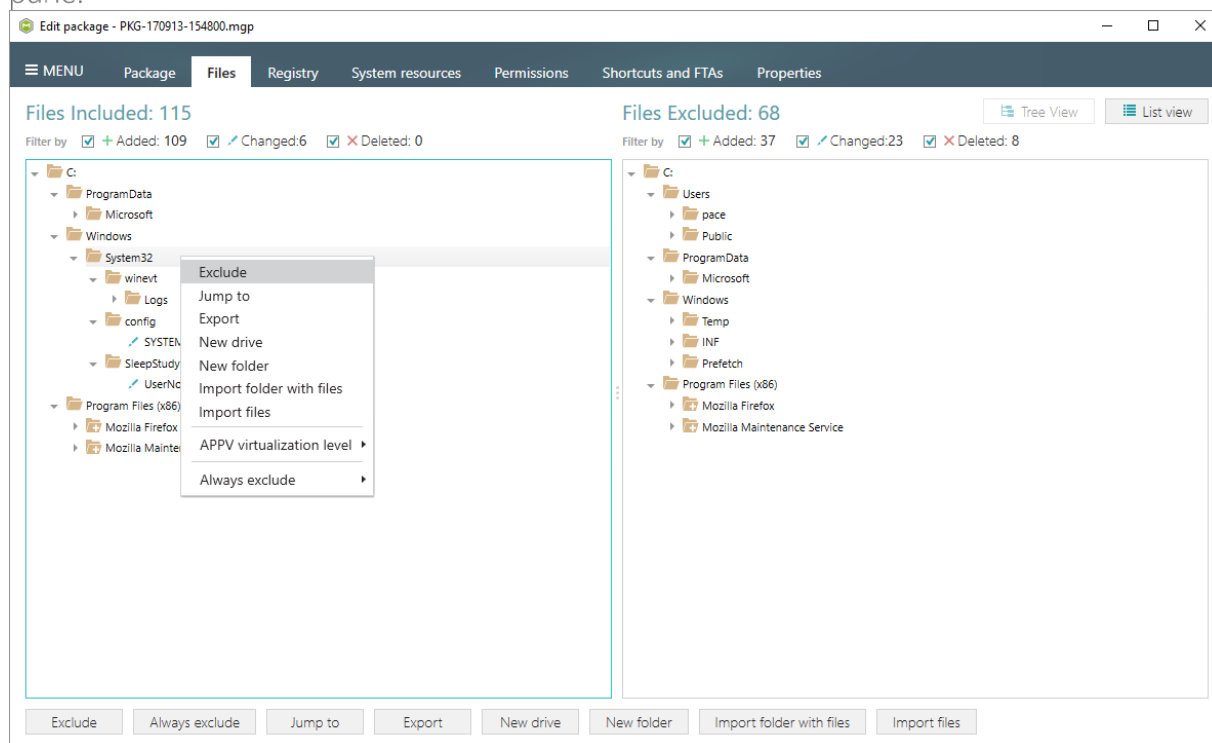 Edit package - PKG-170913-154800.mgp
MENU Package Files Registry System resources Permissions Shortcuts and FTAs Properties
Files Included: 115
Filter by + Added: 109 Changed:6 × Deleted: 0
C:
ProgramData
Microsoft
Windows
System32
winevt
Logs
config
SYSTEM
SleepStudy
UserNo
Program Files (x86)
Mozilla Firefox
Mozilla Mainte
Exclude
Jump to
Export
New drive
New folder
Import folder with files
Import files
APPV virtualization level
Always exclude
Files Excluded: 68
Tree View List view
Filter by + Added: 37 Changed:23 × Deleted: 8
C:
Users
pace
Public
ProgramData
Microsoft
Windows
Temp
INF
Prefetch
Program Files (x86)
Mozilla Firefox
Mozilla Maintenance Service
Exclude Always exclude Jump to Export New drive New folder Import folder with files Import files